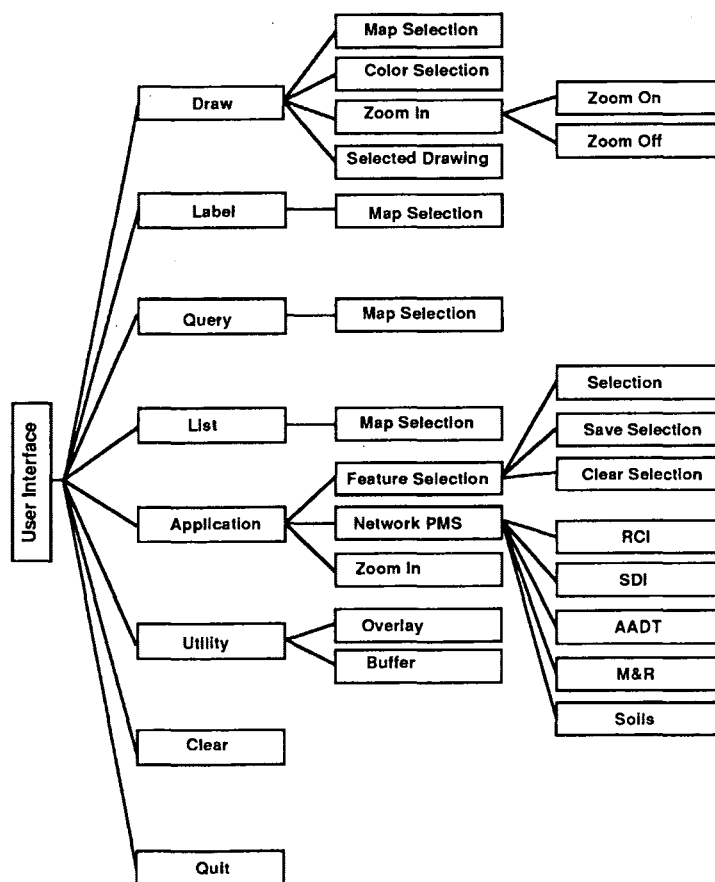 User Interface
Draw
Map Selection
Color Selection
Zoom In
Zoom On
Zoom Off
Selected Drawing
Label
Map Selection
Query
Map Selection
List
Map Selection
Application
Feature Selection
Selection
Save Selection
Clear Selection
Network PMS
RCI
SDI
AADT
M&R
Soils
Zoom In
Utility
Overlay
Buffer
Clear
Quit